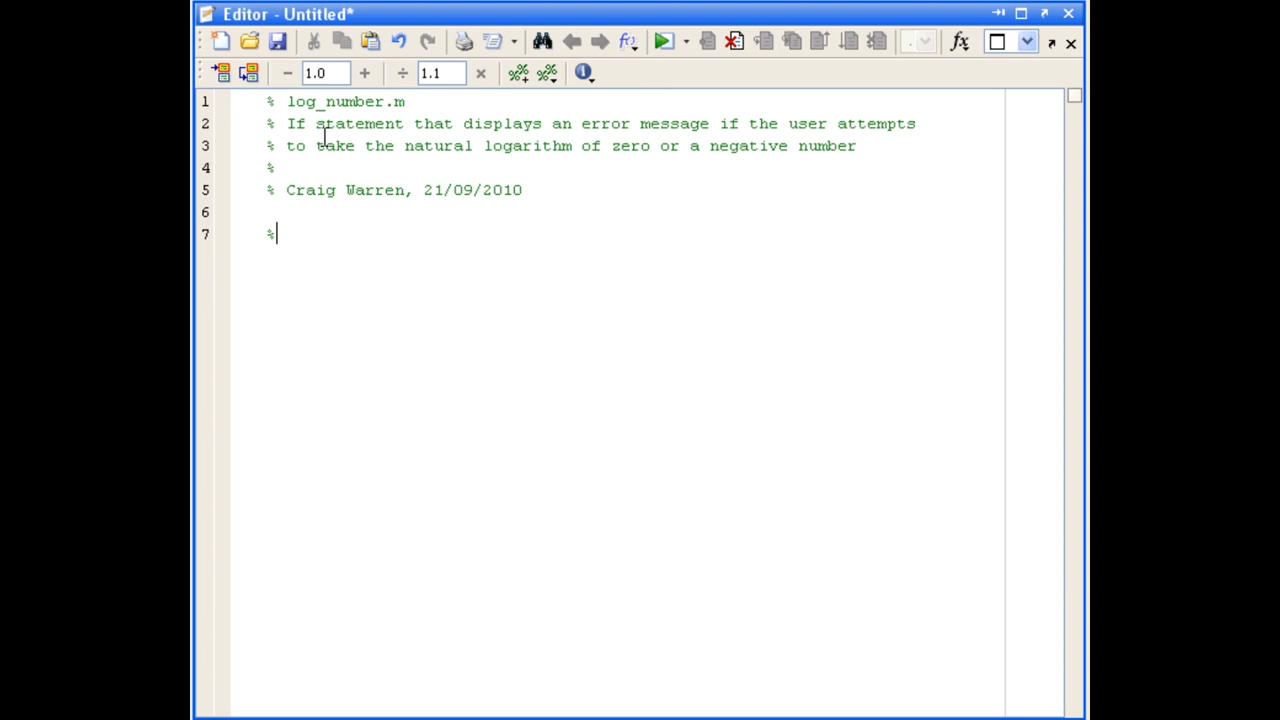 Editor - Untitled*
1.0
1.1
1 % log_number.m
2 % If statement that displays an error message if the user attempts
3 % to take the natural logarithm of zero or a negative number
4 %
5 % Craig Warren, 21/09/2010
6
7 %